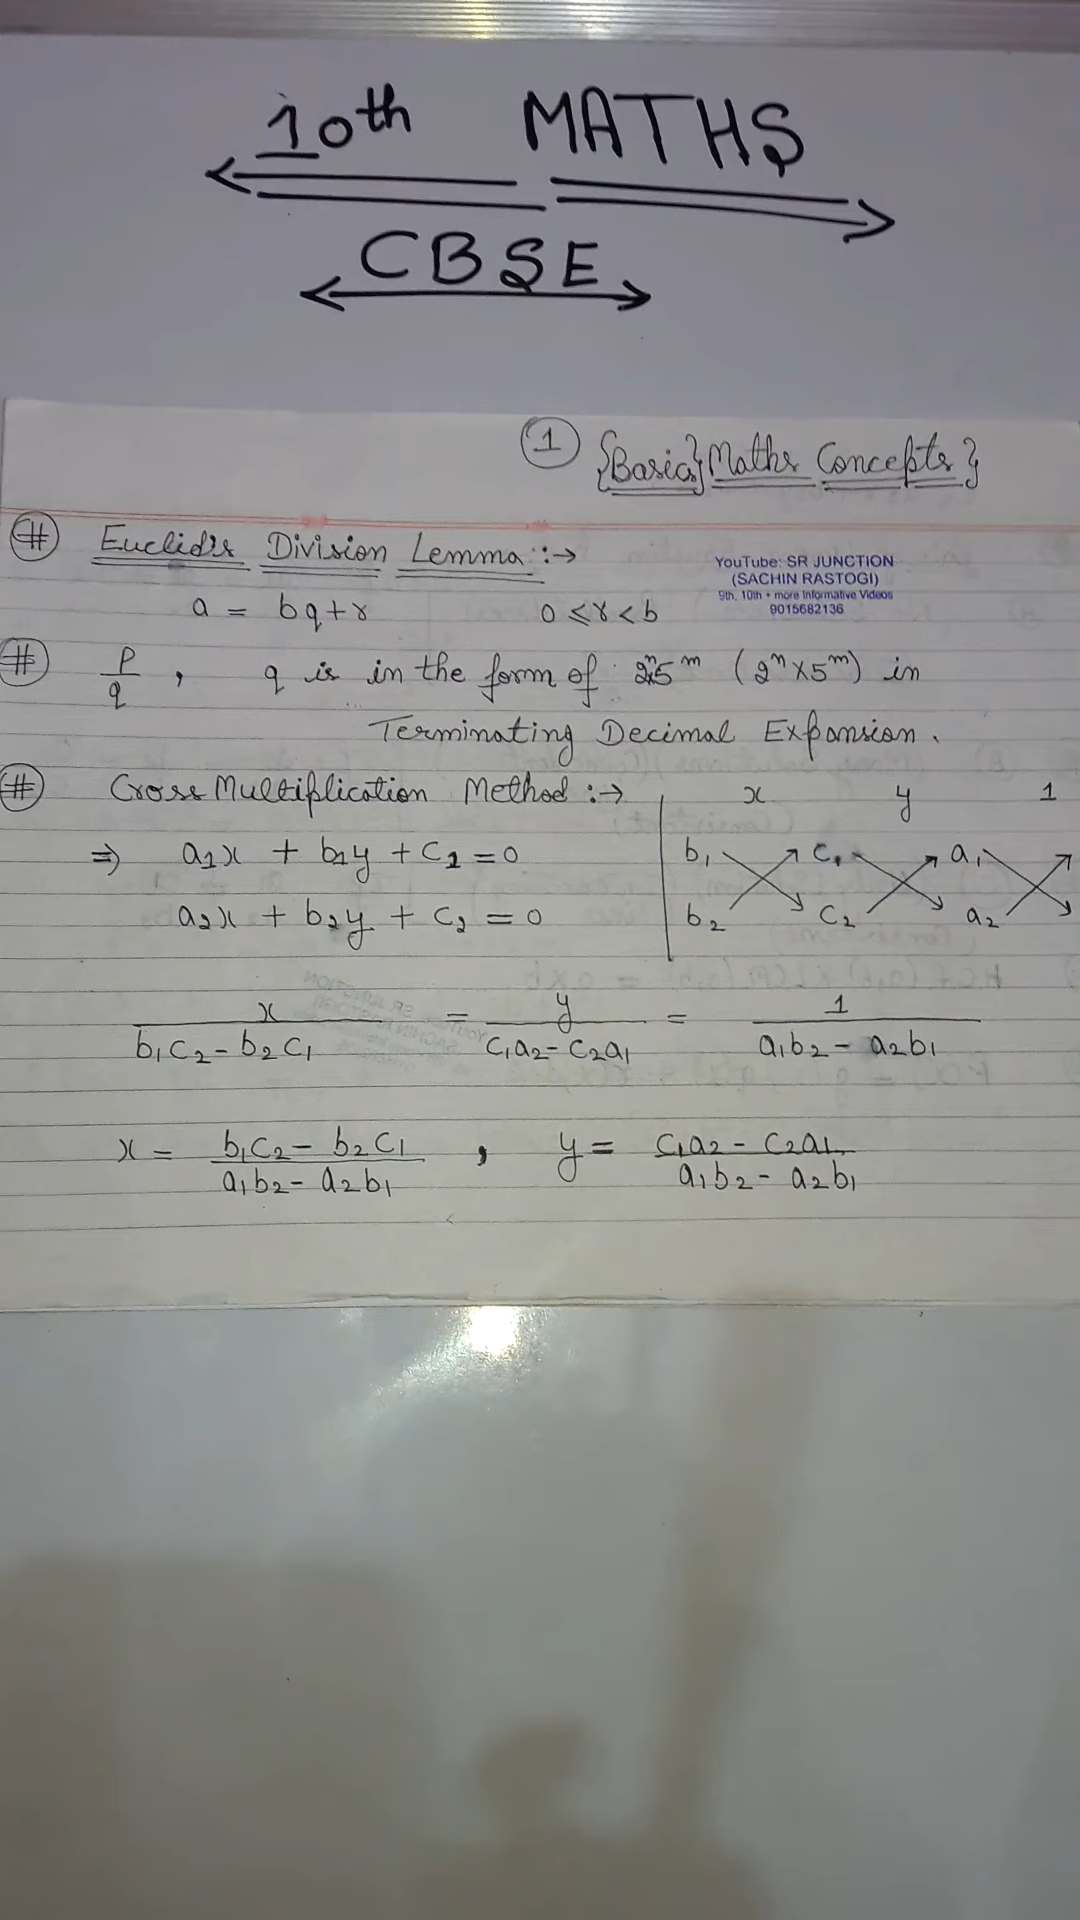 10th MATHS
CBSE
① {Basic} Maths Concepts }
# Euclid's Division Lemma :→
YouTube: SR JUNCTION
(SACHIN RASTOGI)
9th, 10th + more Informative Videos
9015682136
a = bq+r 0≤r<b
# p/q , q is in the form of 2ⁿ×5ᵐ (2ⁿ×5ᵐ) in
Terminating Decimal Expansion.
# Cross Multiplication Method :→ x y 1
⇒ a₁x + b₁y + c₁ = 0 b₁ c₁ a₁
a₂x + b₂y + c₂ = 0 b₂ c₂ a₂
x/(b₁c₂ - b₂c₁) = y/(c₁a₂ - c₂a₁) = 1/(a₁b₂ - a₂b₁)
x = (b₁c₂ - b₂c₁)/(a₁b₂ - a₂b₁) , y = (c₁a₂ - c₂a₁)/(a₁b₂ - a₂b₁)